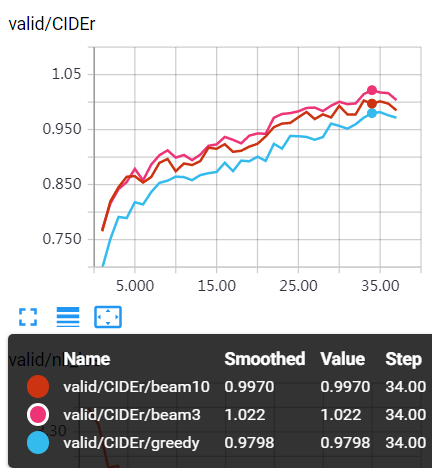 valid/CIDEr
1.05
0.950
0.850
0.750
5.000 15.00 25.00 35.00
Name Smoothed Value Step
valid/CIDEr/beam10 0.9970 0.9970 34.00
valid/CIDEr/beam3 1.022 1.022 34.00
valid/CIDEr/greedy 0.9798 0.9798 34.00